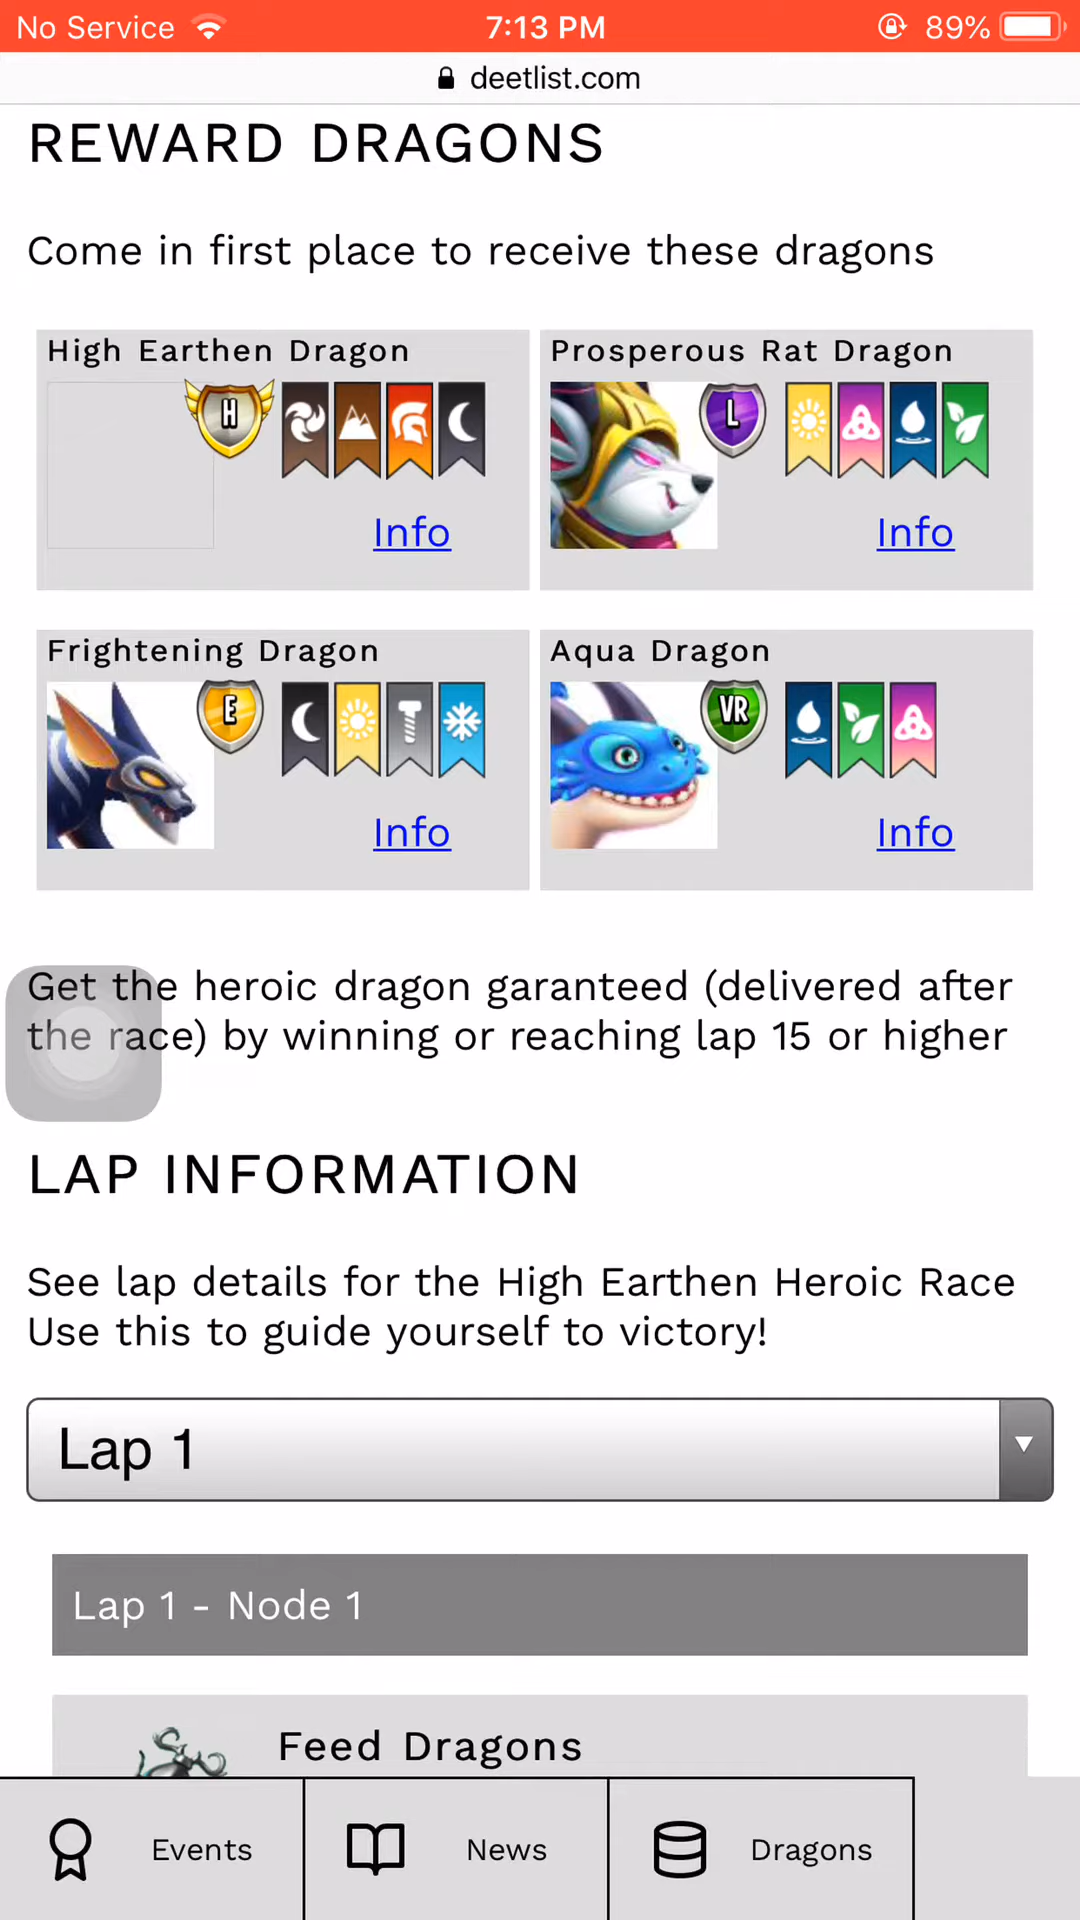 No Service
7:13 PM
89%
deetlist.com
REWARD DRAGONS
Come in first place to receive these dragons
High Earthen Dragon
H
Info
Prosperous Rat Dragon
L
Info
Frightening Dragon
E
Info
Aqua Dragon
VR
Info
Get the heroic dragon garanteed (delivered after
the race) by winning or reaching lap 15 or higher
LAP INFORMATION
See lap details for the High Earthen Heroic Race
Use this to guide yourself to victory!
Lap 1
Lap 1 - Node 1
Feed Dragons
Events
News
Dragons